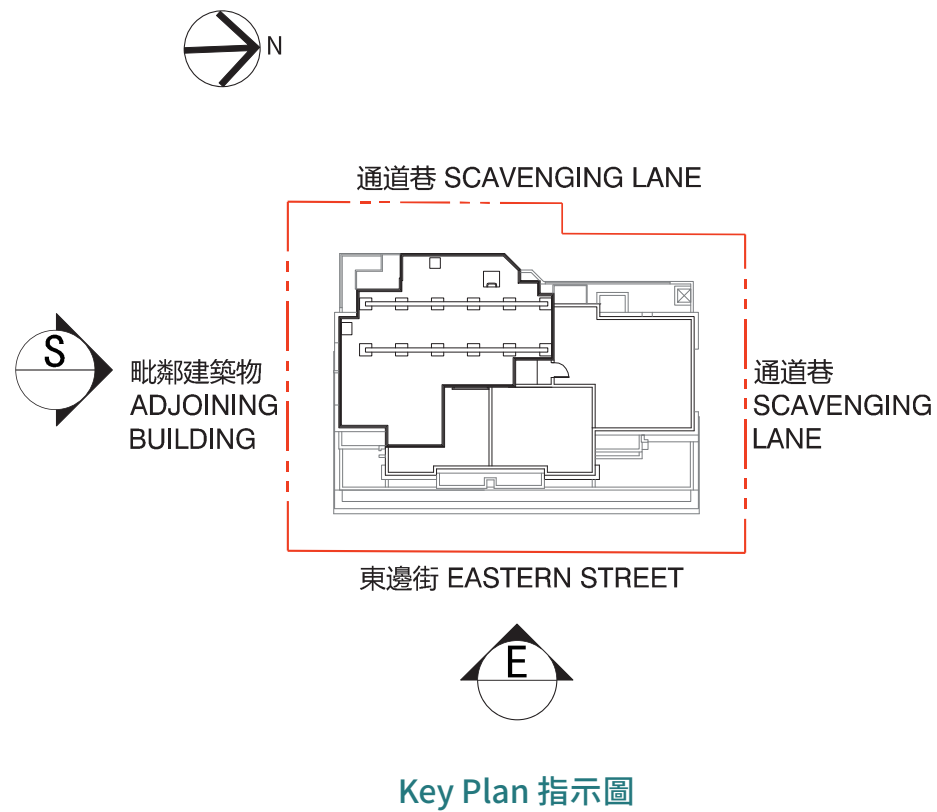 N
通道巷 SCAVENGING LANE
S
毗鄰建築物
ADJOINING
BUILDING
通道巷
SCAVENGING
LANE
東邊街 EASTERN STREET
E
Key Plan 指示圖